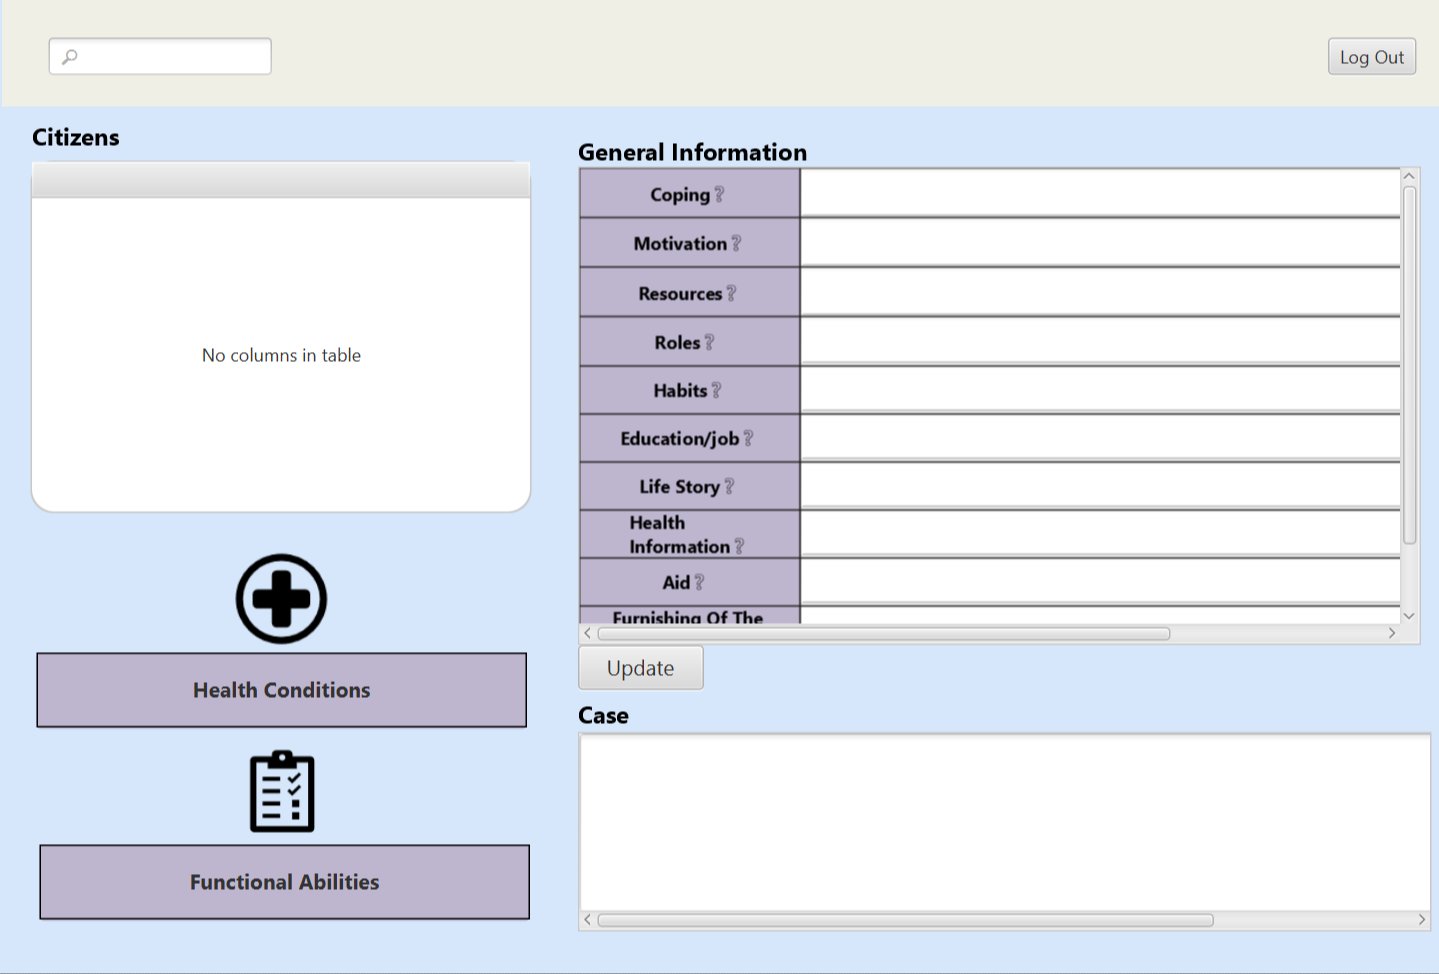 Log Out
Citizens
No columns in table
Health Conditions
Functional Abilities
General Information
Coping ?
Motivation ?
Resources ?
Roles ?
Habits ?
Education/job ?
Life Story ?
Health
Information ?
Aid ?
Furnishing Of The
Update
Case